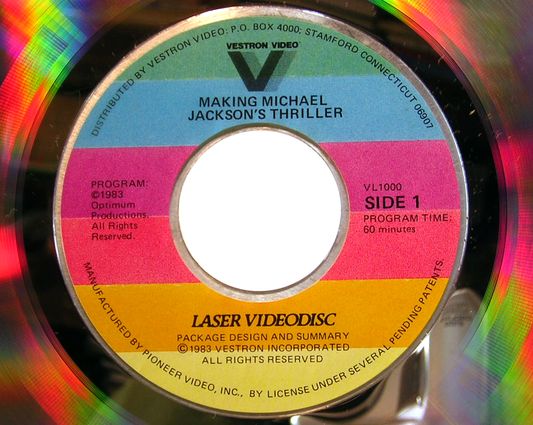 DISTRIBUTED BY VESTRON VIDEO: P.O. BOX 4000; STAMFORD CONNECTICUT 06907
VESTRON VIDEO
V
MAKING MICHAEL
JACKSON'S THRILLER
PROGRAM:
©1983
Optimum
Productions.
All Rights
Reserved.
VL1000
SIDE 1
PROGRAM TIME:
60 minutes
LASER VIDEODISC
PACKAGE DESIGN AND SUMMARY
©1983 VESTRON INCORPORATED
ALL RIGHTS RESERVED
MANUFACTURED BY PIONEER VIDEO, INC., BY LICENSE UNDER SEVERAL PENDING PATENTS.